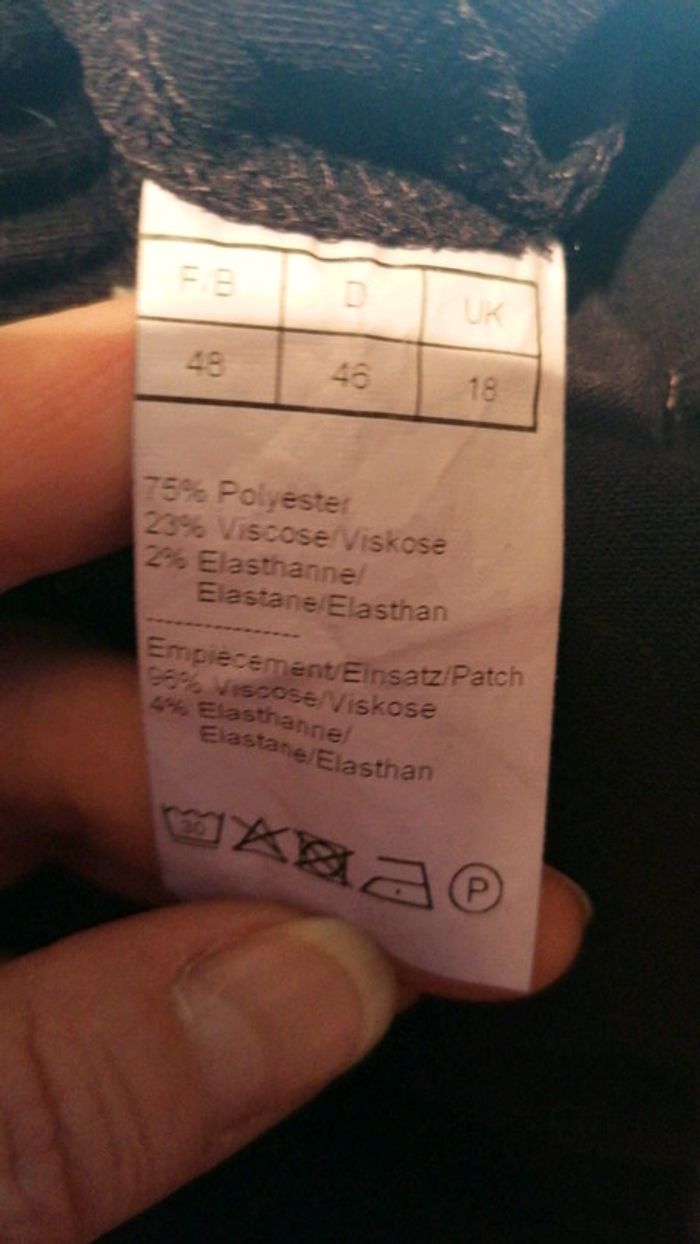 F/B D UK
48 46 18
75% Polyester
23% Viscose/Viskose
2% Elasthanne/
Elastane/Elasthan
---------------
Empiècement/Einsatz/Patch
96% Viscose/Viskose
4% Elasthanne/
Elastane/Elasthan
30 P